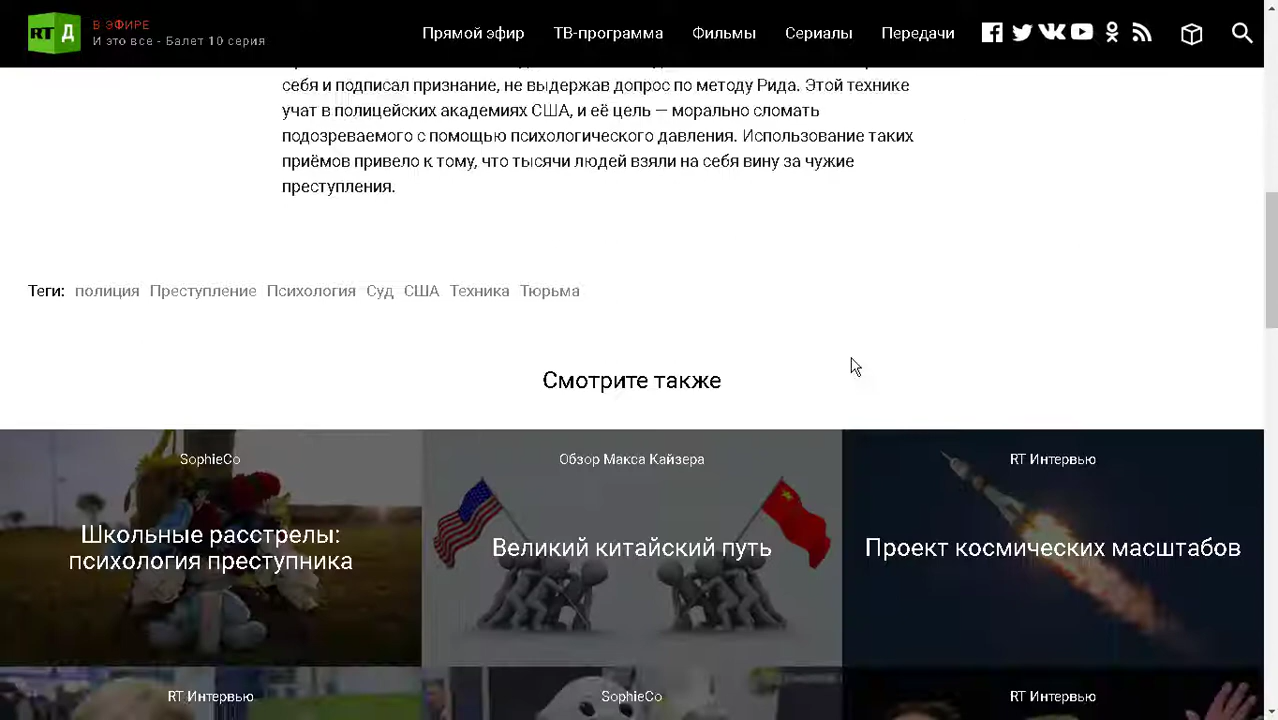 RT Д
В ЭФИРЕ
И это все - Балет 10 серия
Прямой эфир ТВ-программа Фильмы Сериалы Передачи
себя и подписал признание, не выдержав допрос по методу Рида. Этой технике
учат в полицейских академиях США, и её цель — морально сломать
подозреваемого с помощью психологического давления. Использование таких
приёмов привело к тому, что тысячи людей взяли на себя вину за чужие
преступления.
Теги: полиция Преступление Психология Суд США Техника Тюрьма
Смотрите также
SophieCo
Школьные расстрелы:
психология преступника
Обзор Макса Кайзера
Великий китайский путь
RT Интервью
Проект космических масштабов
RT Интервью
SophieCo
RT Интервью